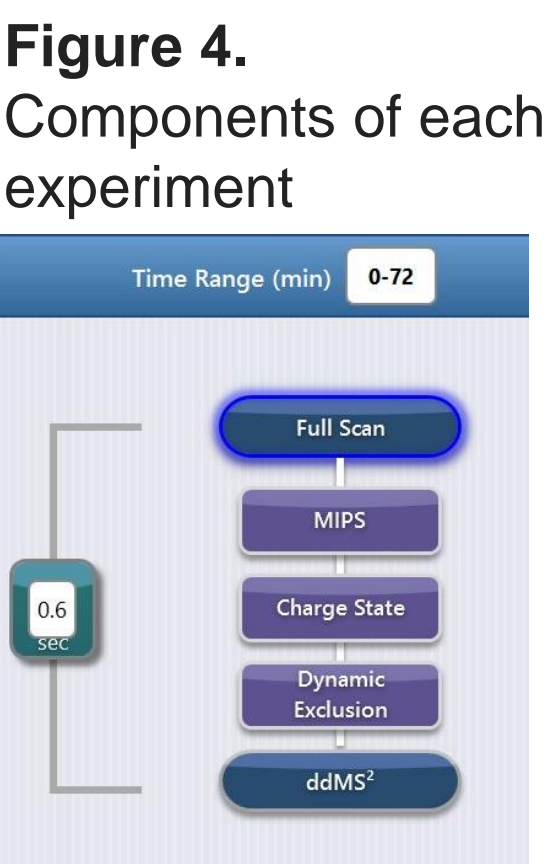 Figure 4.
Components of each
experiment
Time Range (min) 0-72
Full Scan
MIPS
0.6
sec
Charge State
Dynamic
Exclusion
ddMS²